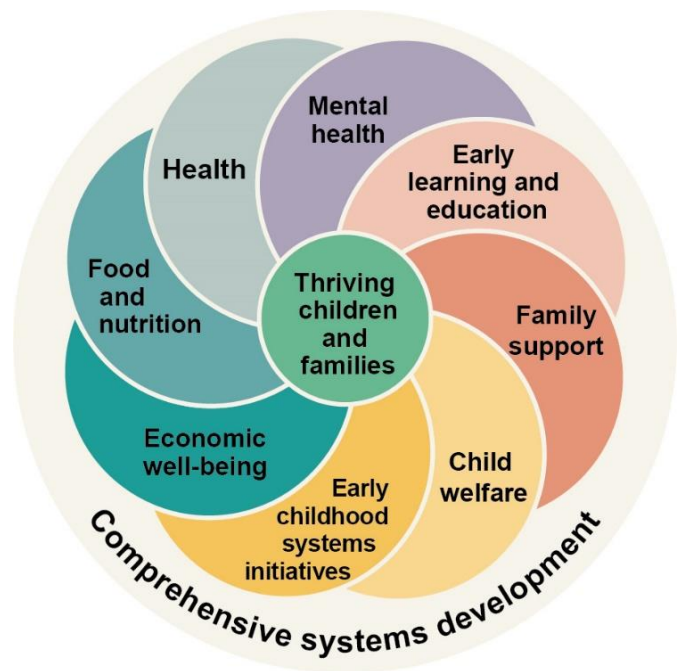 Mental
health
Early
learning and
education
Family
support
Child
welfare
Early
childhood
systems
initiatives
Economic
well-being
Food
and
nutrition
Health
Thriving
children
and
families
Comprehensive systems development